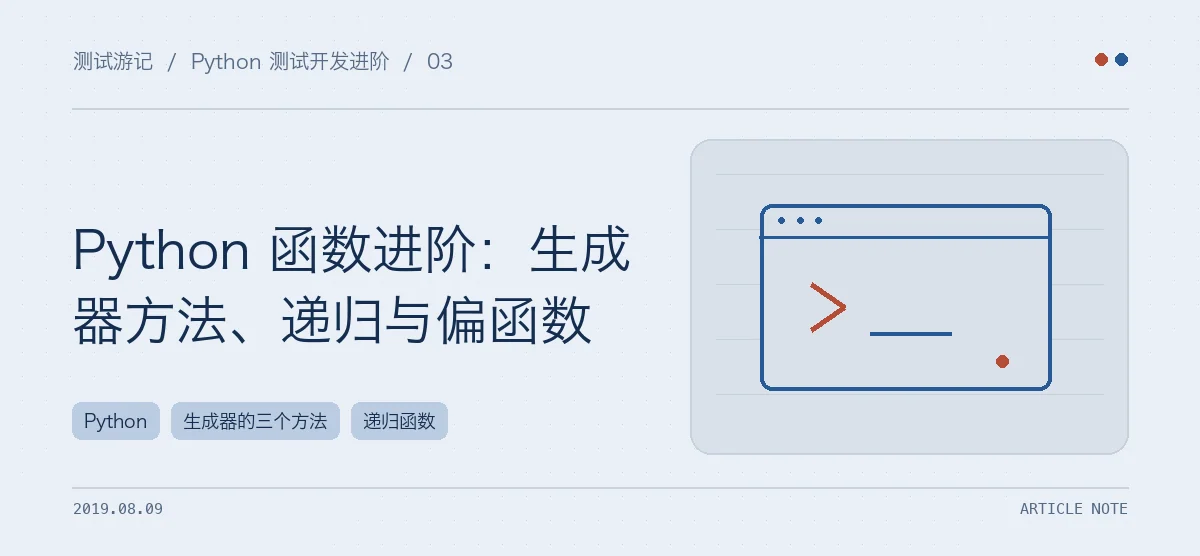 测试游记 / Python 测试开发进阶 / 03
Python 函数进阶：生成
器方法、递归与偏函数
Python 生成器的三个方法 递归函数
2019.08.09 ARTICLE NOTE